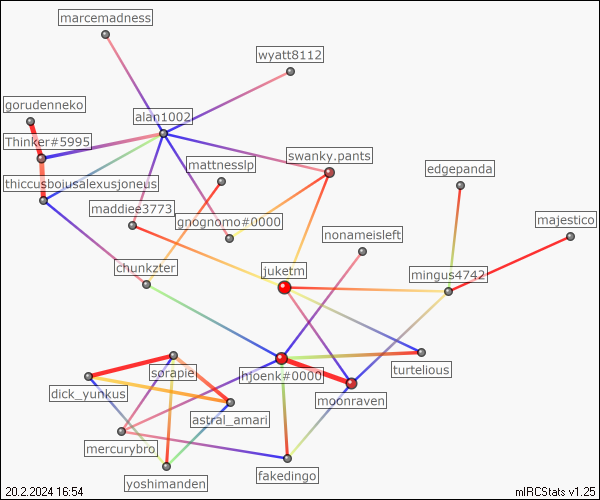 marcemadness
wyatt8112
gorudenneko
alan1002
Thinker#5995
swanky.pants
mattnesslp
edgepanda
thiccusbojusalexusjoneus
maddiee3773
gnognomo#0000
majestico
nonameisleft
chunkzter
juketm
mingus4742
sorapie
hjoenk#0000
turtelious
dick_yunkus
moonraven
astral_amari
mercurybro
yoshimanden
fakedingo
20.2.2024 16:54
mIRCStats v1.25